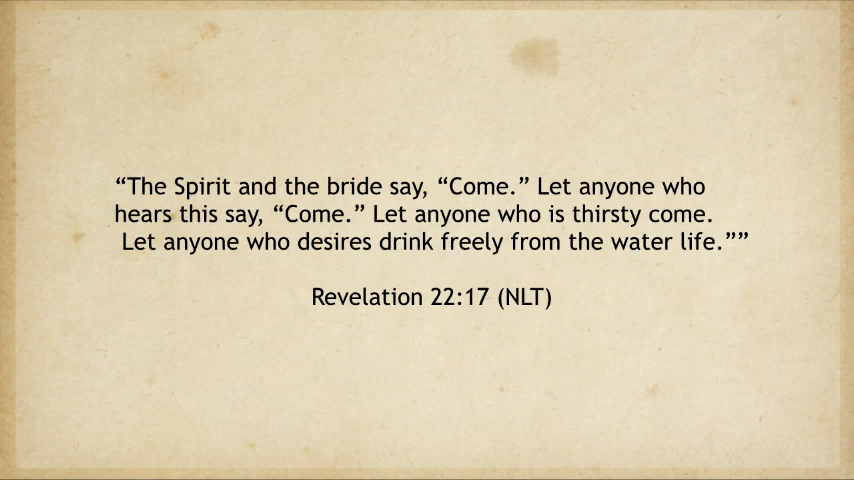 “The Spirit and the bride say, “Come.” Let anyone who
hears this say, “Come.” Let anyone who is thirsty come.
Let anyone who desires drink freely from the water life.””
Revelation 22:17 (NLT)